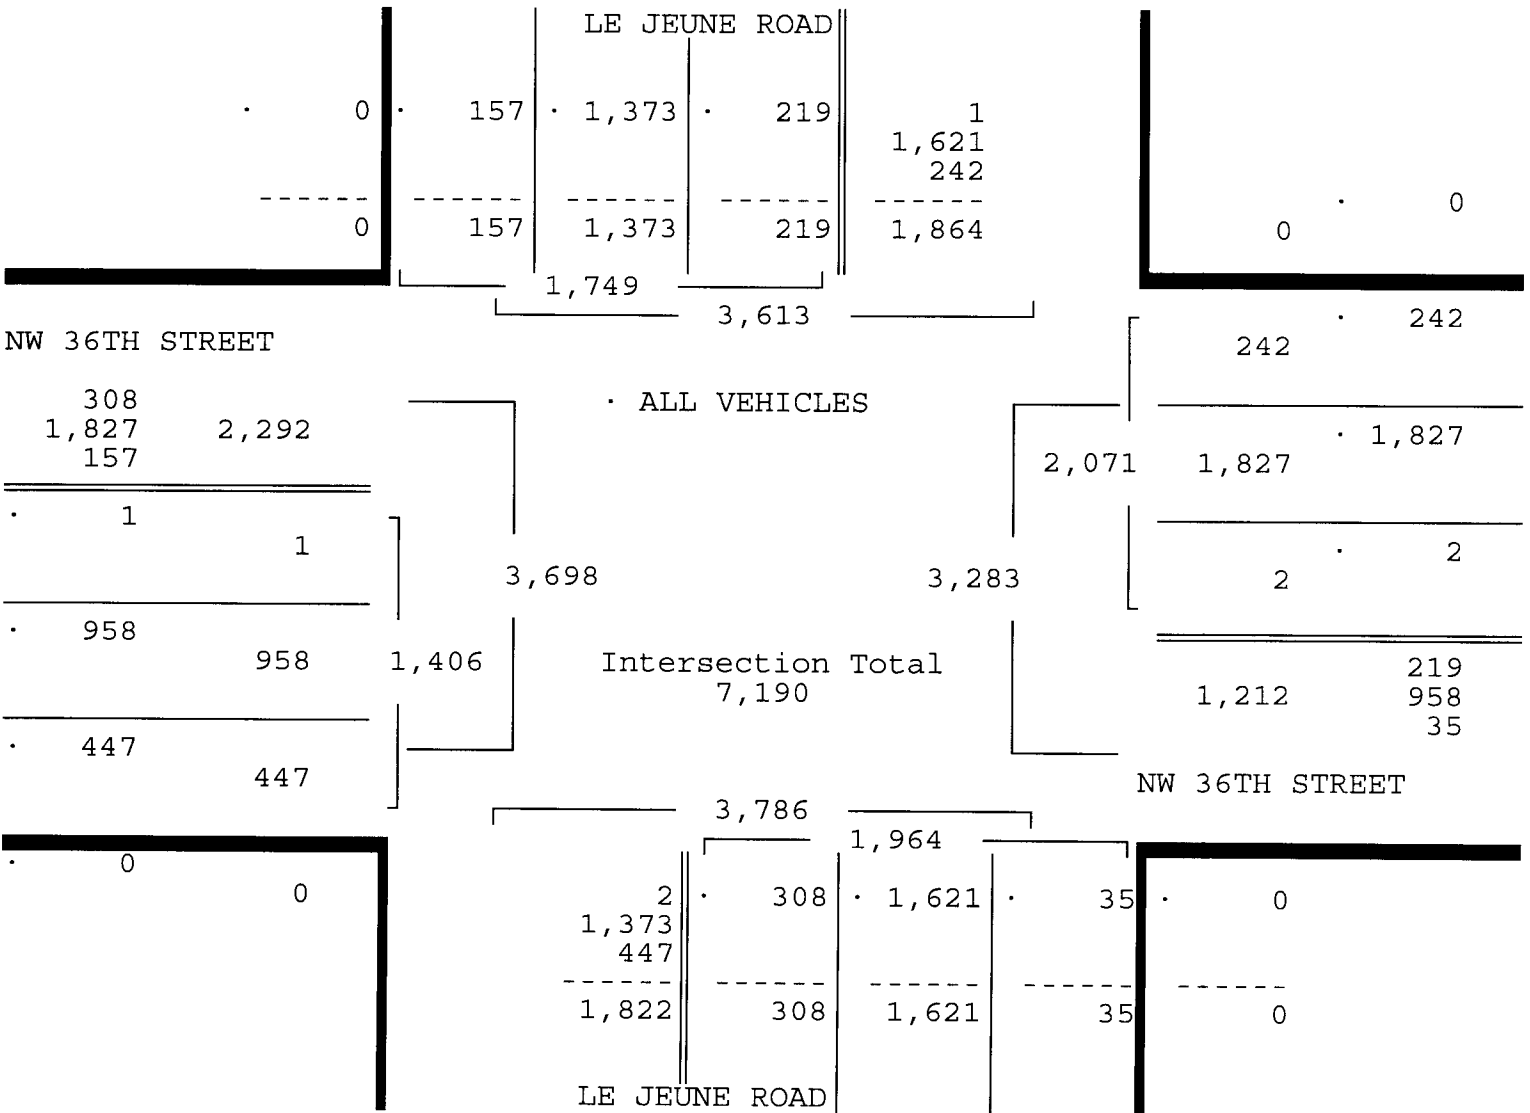 LE JEUNE ROAD
· 0 · 157 · 1,373 · 219 1
1,621
242
------ ------ ------ ------ ------
· 0
0 157 1,373 219 1,864 0
1,749
3,613
· 242
NW 36TH STREET 242
308 · ALL VEHICLES
1,827 2,292 · 1,827
157 2,071 1,827
· 1
1 · 2
3,698 3,283 2
· 958
958 1,406 Intersection Total 219
7,190 1,212 958
35
· 447
447 NW 36TH STREET
3,786
1,964
· 0
0 2 · 308 · 1,621 · 35 · 0
1,373
447
------ ------ ------ ------ ------
1,822 308 1,621 35 0
LE JEUNE ROAD